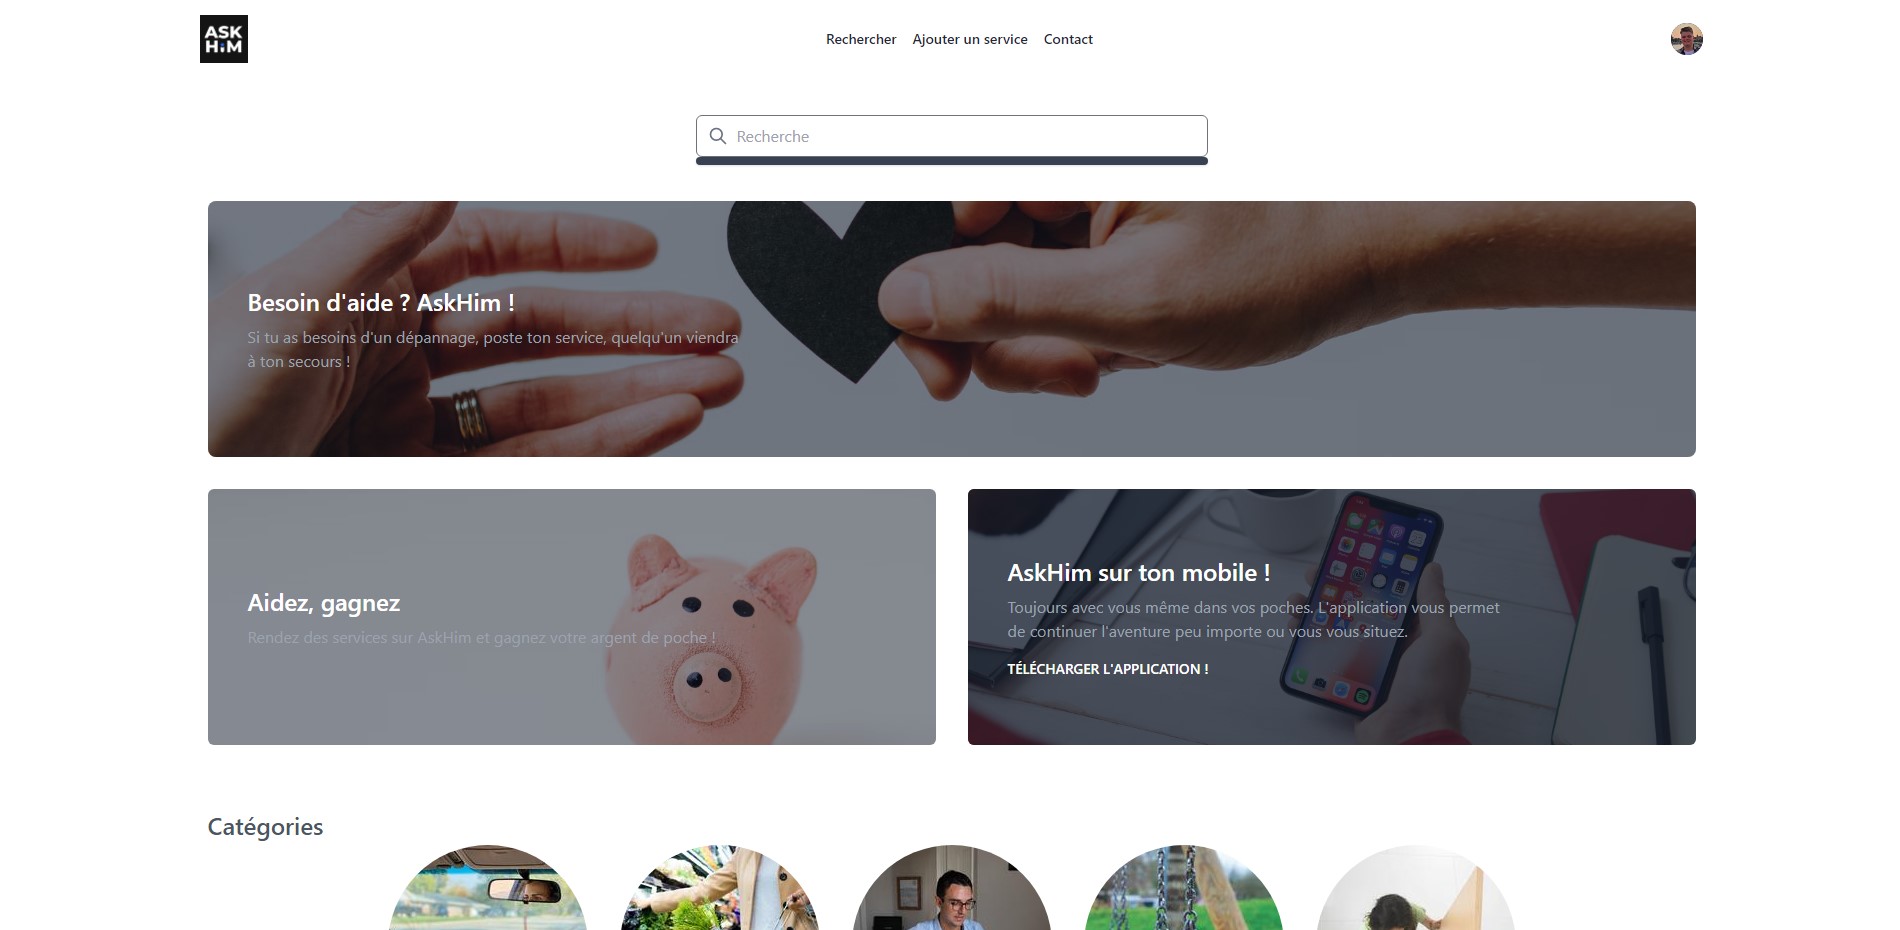 ASK
HiM
Rechercher
Ajouter un service
Contact
Recherche
Besoin d'aide ? AskHim !
Si tu as besoins d'un dépannage, poste ton service, quelqu'un viendra
à ton secours !
Aidez, gagnez
Rendez des services sur AskHim et gagnez votre argent de poche !
AskHim sur ton mobile !
Toujours avec vous même dans vos poches. L'application vous permet
de continuer l'aventure peu importe ou vous vous situez.
TÉLÉCHARGER L'APPLICATION !
Catégories